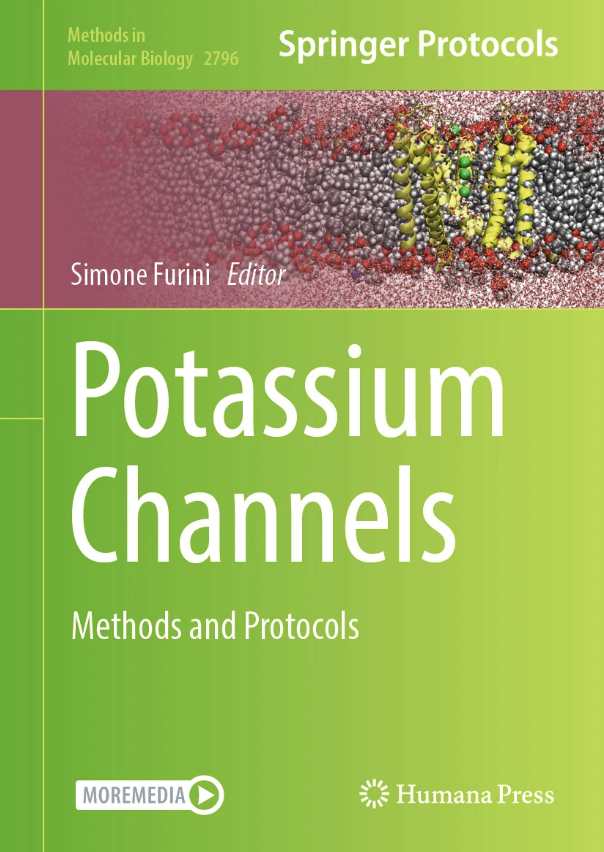 Methods in
Molecular Biology 2796
Springer Protocols
Simone Furini Editor
Potassium
Channels
Methods and Protocols
MOREMEDIA
Humana Press